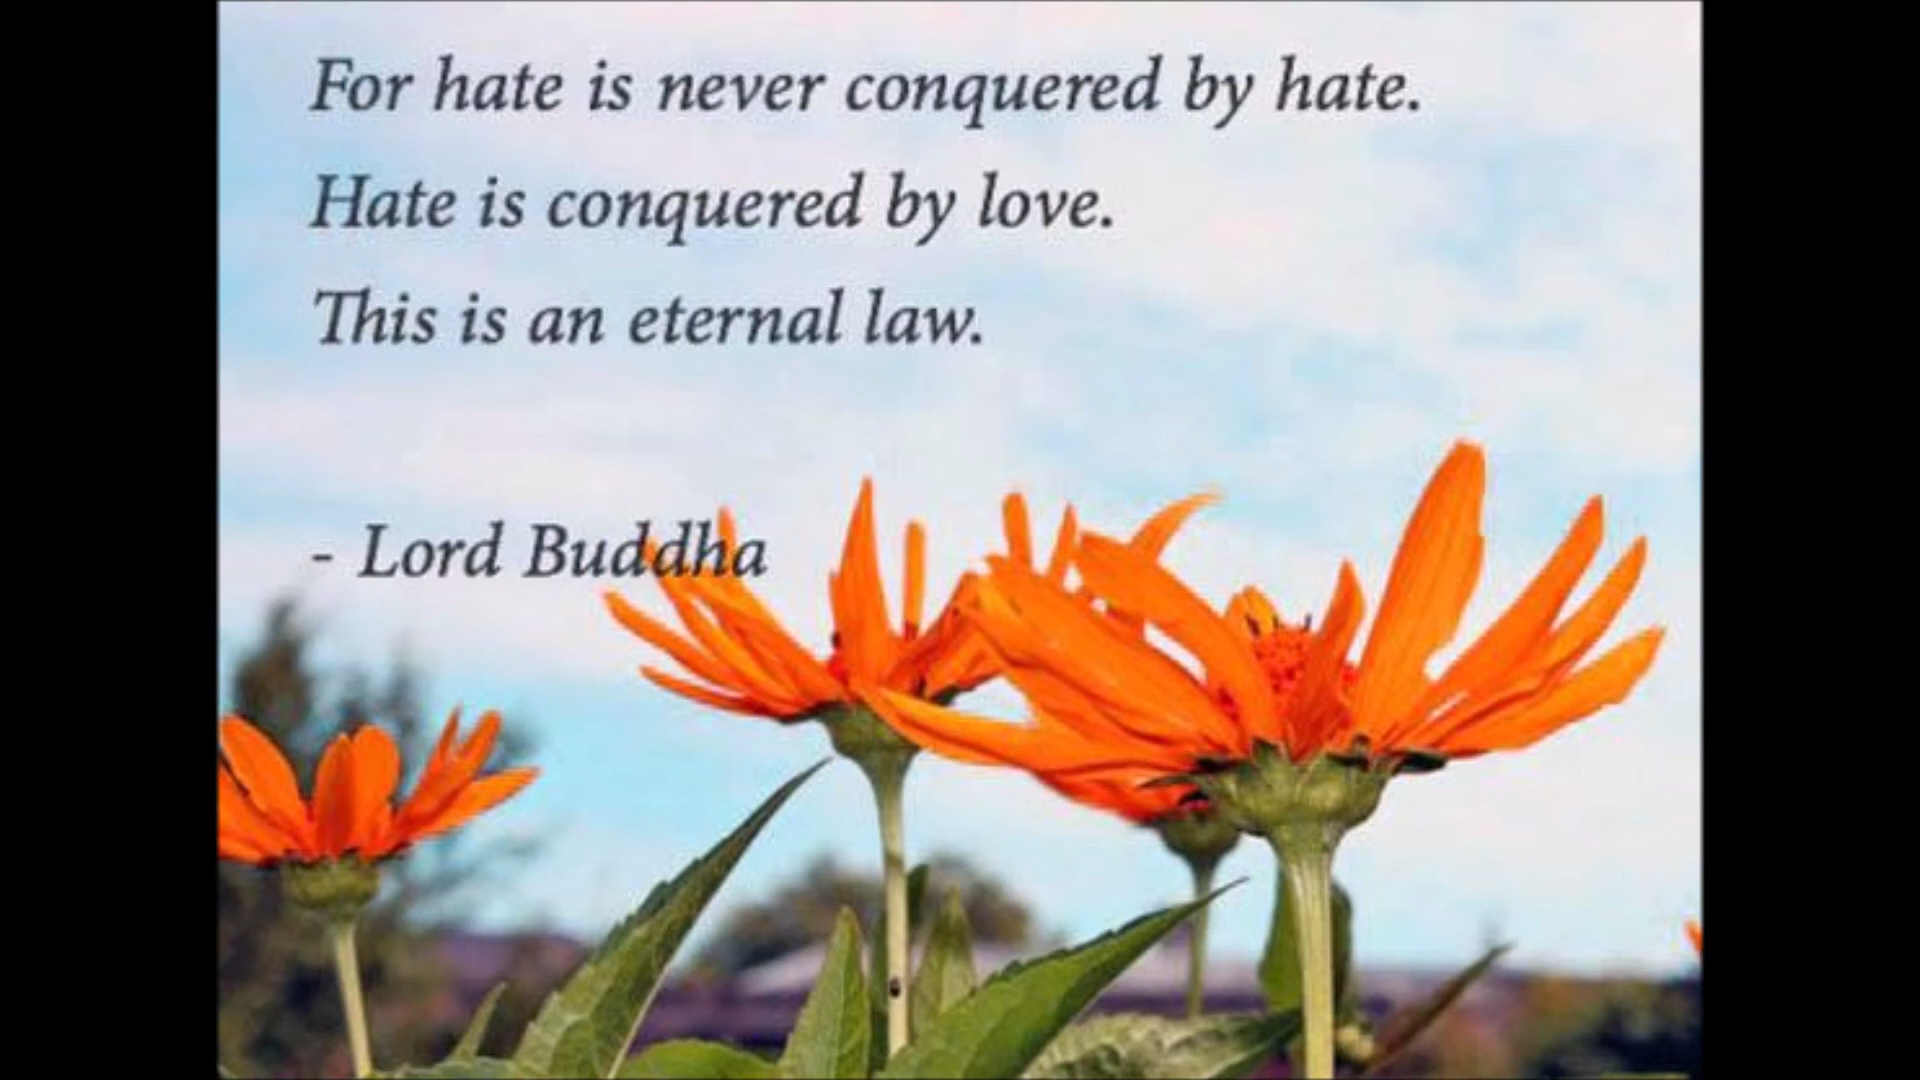 For hate is never conquered by hate.
Hate is conquered by love.
This is an eternal law.
- Lord Buddha